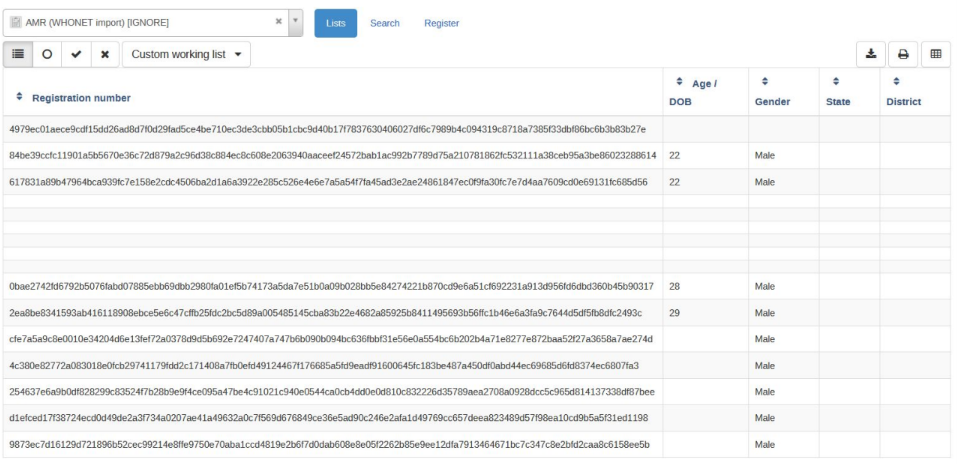 AMR (WHONET import) [IGNORE]
Lists Search Register
Custom working list
Registration number Age / DOB Gender State District
4979ec01aece9cdf15dd26ad8d7f0d29fad5ce4be710ec3de3cbb05b1cbc9d40b17f7837630406027df6c7989b4c094319c8718a7385f33dbf86bc6b3b83b27e
84be39ccfc11901a5b5670e36c72d879a2c96d38c884ec8c608e2063940aaceef24572bab1ac992b7789d75a210781862fc532111a38ceb95a3be86023288614 22 Male
617831a89b47964bca939fc7e158e2cdc4506ba2d1a6a3922e285c526e4e6e7a5a54f7fa45ad3e2ae24861847ec0f9fa30fc7e7d4aa7609cd0e69131fc685d56 22 Male
0bae2742fd6792b5076fabd07885ebb69dbb2980fa01ef5b74173a5da7e51b0a09b028bb5e84274221b870cd9e6a51cf692231a913d956fd6dbd360b45b90317 28 Male
2ea8be8341593ab416118908ebce5e6c47cffb25fdc2bc5d89a005485145cba83b22e4682a85925b8411495693b56ffc1b46e6a3fa9c7644d5df5fb8dfc2493c 29 Male
cfe7a5a9c8e0010e34204d6e13fef72a0378d9d5b692e7247407a747b6b090b094bc636fbbf31e56e0a554bc6b202b4a71e8277e872baa52f27a3658a7ae274d Male
4c380e82772a083018e0fcb29741179fdd2c171408a7fb0efd49124467f176685a5fd9eadf91600645fc183be487a450df0abd44ec69685d6fd8374ec6807fa3 Male
254637e6a9b0df828299c83524f7b28b9e9f4ce095a47be4c91021c940e0544ca0cb4dd0e0d810c832226d35789aea2708a0928dcc5c965d814137338df87bee Male
d1efced17f38724ecd0d49de2a3f734a0207ae41a49632a0c7f569d676849ce36e5ad90c246e2afa1d49769cc657deea823489d57f98ea10cd9b5a5f31ed1198 Male
9873ec7d16129d721896b52cec99214e8ffe9750e70aba1ccd4819e2b6f7d0dab608e8e05f2262b85e9ee12dfa7913464671bc7c347c8e2bfd2caa8c6158ee5b Male